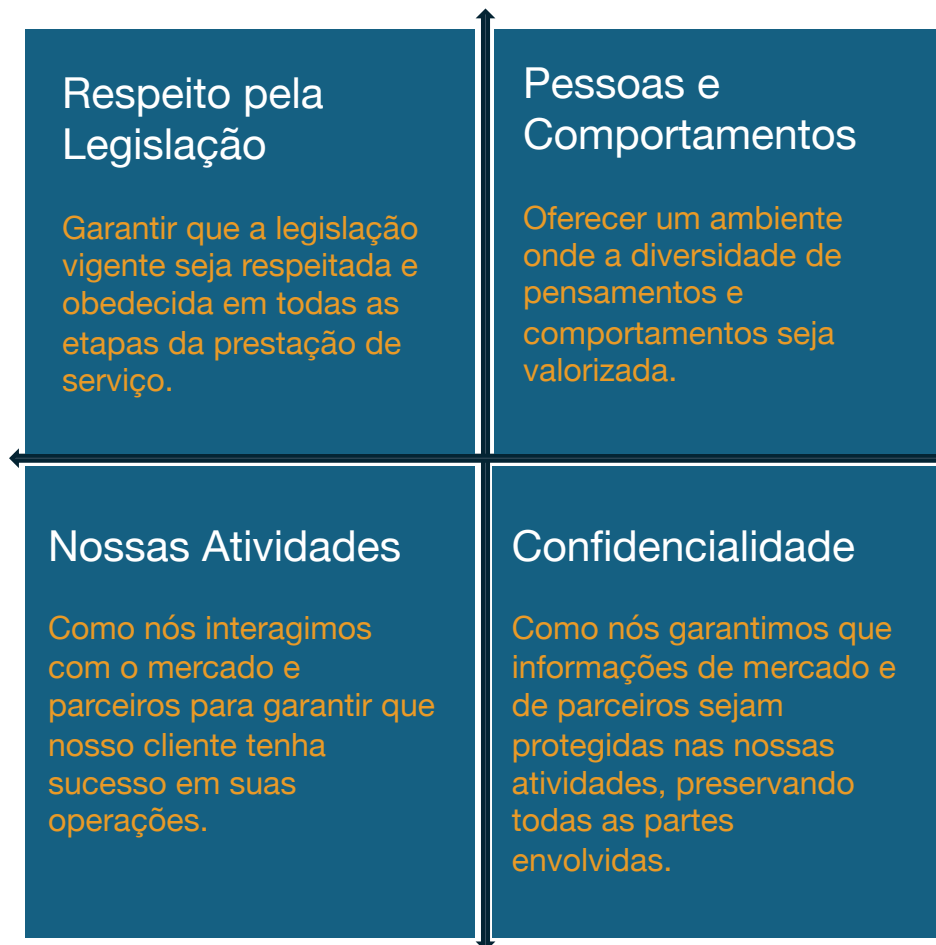 Respeito pela
Legislação
Garantir que a legislação
vigente seja respeitada e
obedecida em todas as
etapas da prestação de
serviço.
Pessoas e
Comportamentos
Oferecer um ambiente
onde a diversidade de
pensamentos e
comportamentos seja
valorizada.
Nossas Atividades
Como nós interagimos
com o mercado e
parceiros para garantir que
nosso cliente tenha
sucesso em suas
operações.
Confidencialidade
Como nós garantimos que
informações de mercado e
de parceiros sejam
protegidas nas nossas
atividades, preservando
todas as partes
envolvidas.